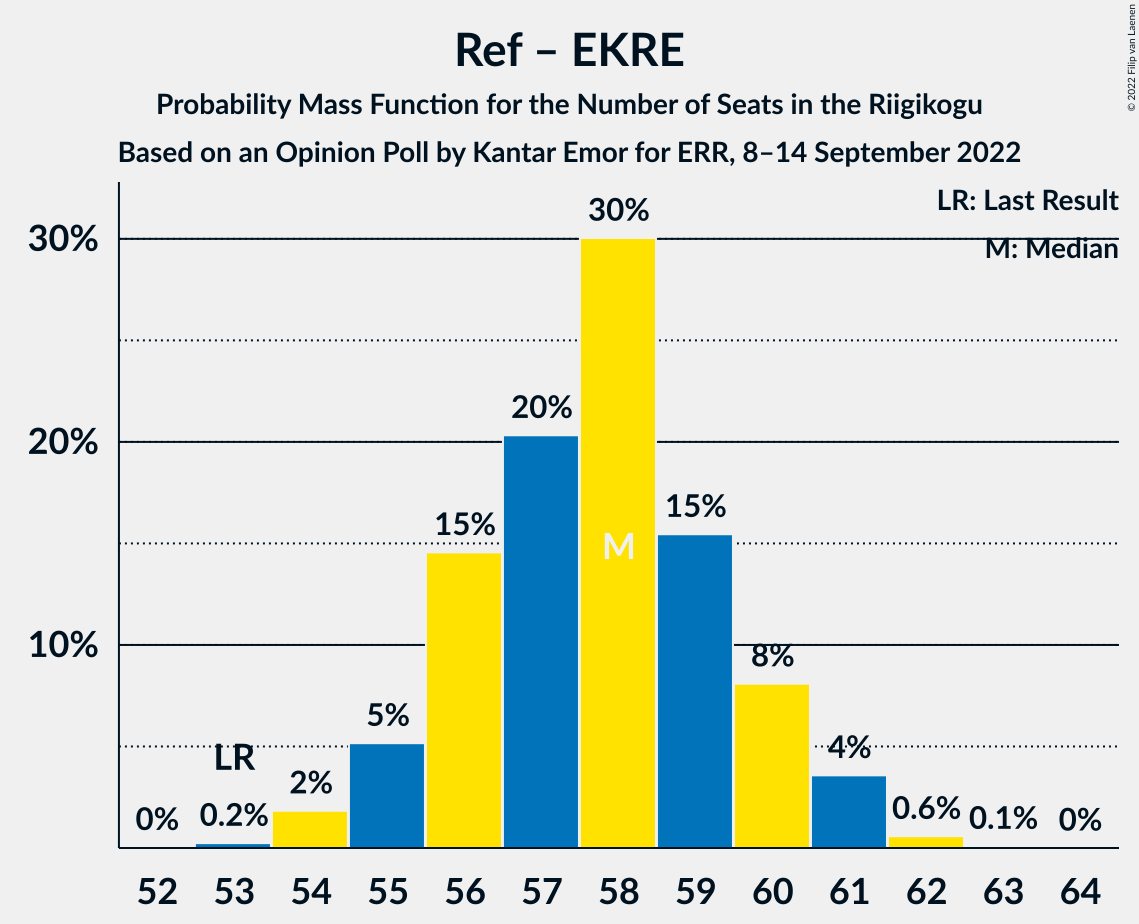 Ref – EKRE
Probability Mass Function for the Number of Seats in the Riigikogu
Based on an Opinion Poll by Kantar Emor for ERR, 8–14 September 2022
© 2022 Filip van Laenen
LR: Last Result
M: Median
30%
20%
10%
0%
LR
0.2%
2%
5%
15%
20%
30%
M
15%
8%
4%
0.6%
0.1%
0%
52 53 54 55 56 57 58 59 60 61 62 63 64